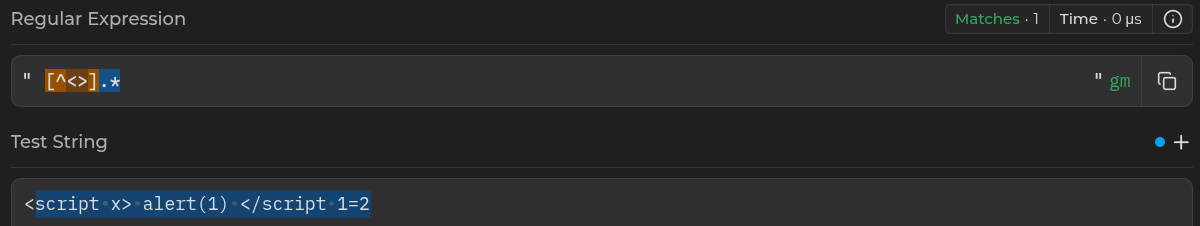 Regular Expression
Matches · 1 Time · 0 µs
" [^<>].* " gm
Test String
<script·x>·alert(1)·</script·1=2